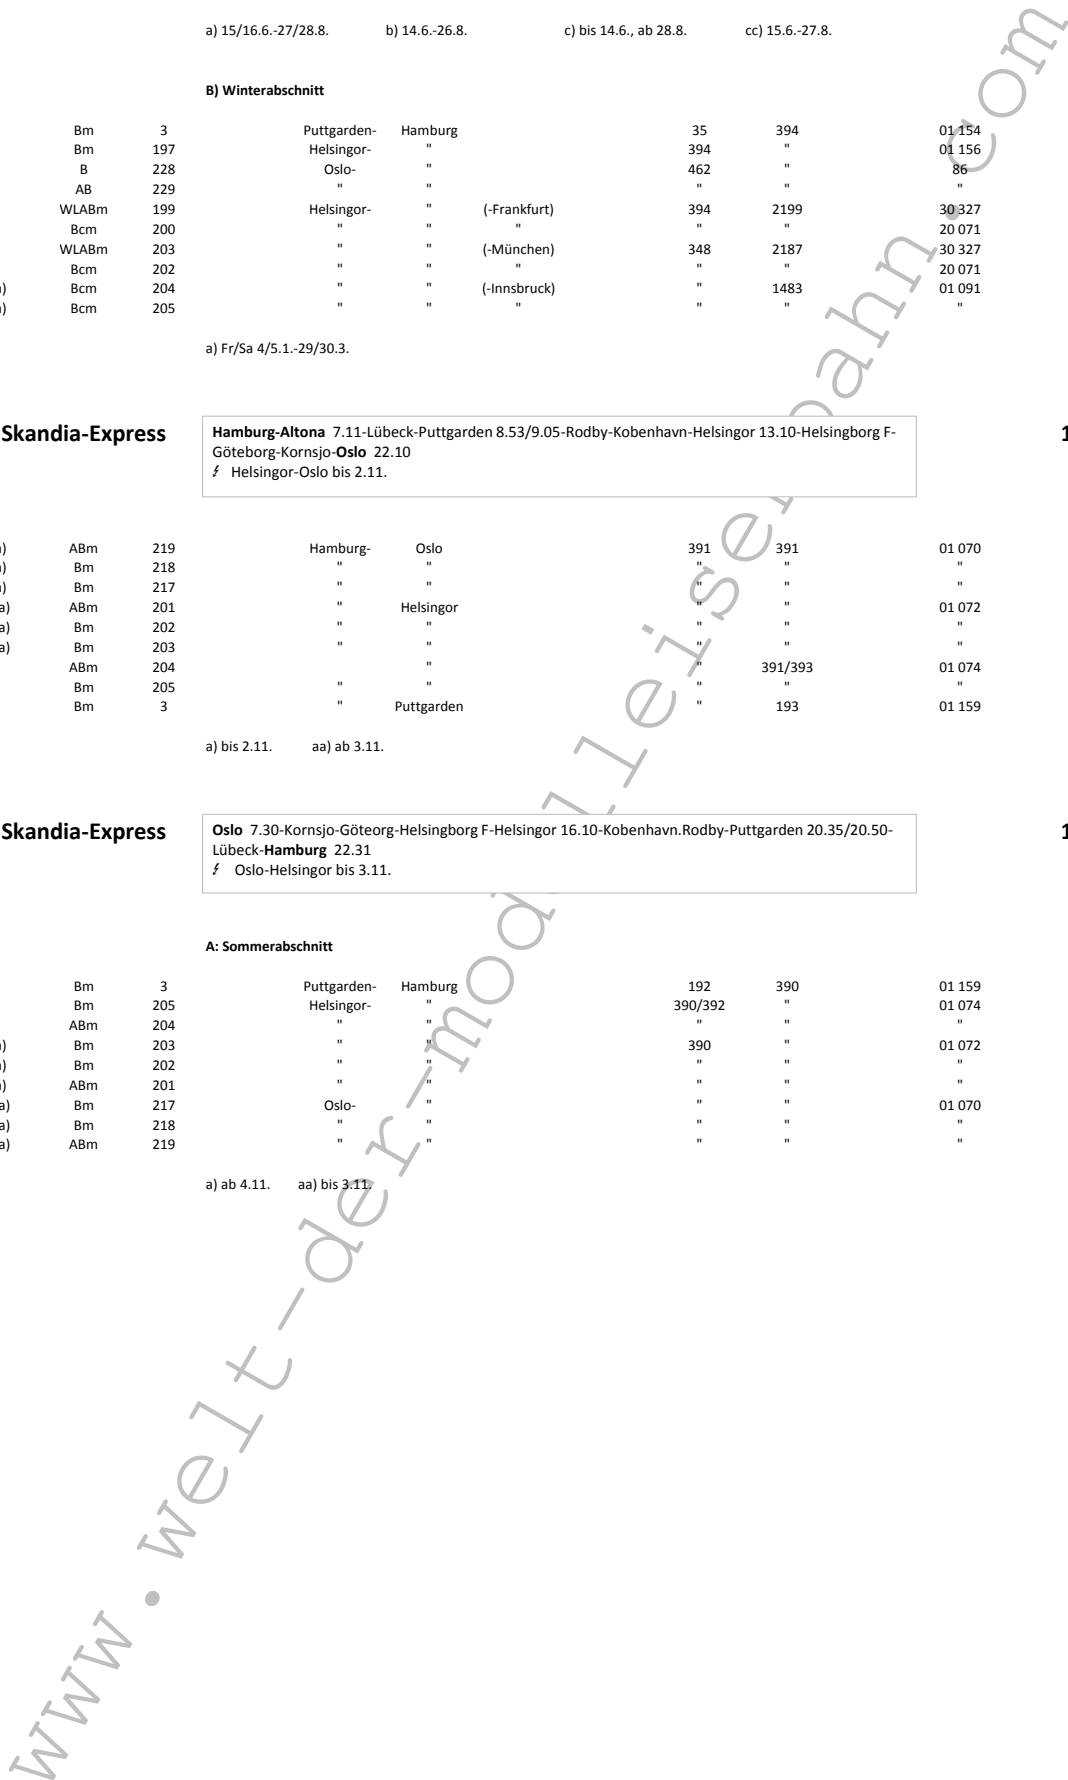 a) 15/16.6.-27/28.8. b) 14.6.-26.8. c) bis 14.6., ab 28.8. cc) 15.6.-27.8.
B) Winterabschnitt
Bm 3 Puttgarden- Hamburg 35 394 01 154
Bm 197 Helsingor- " 394 " 01 156
B 228 Oslo- " 462 " 86
AB 229 " " " " "
WLABm 199 Helsingor- " (-Frankfurt) 394 2199 30 327
Bcm 200 " " " " " 20 071
WLABm 203 " " (-München) 348 2187 30 327
Bcm 202 " " " " " 20 071
a) Bcm 204 " " (-Innsbruck) " 1483 01 091
a) Bcm 205 " " " " " "
a) Fr/Sa 4/5.1.-29/30.3.
Skandia-Express Hamburg-Altona 7.11-Lübeck-Puttgarden 8.53/9.05-Rodby-Kobenhavn-Helsingor 13.10-Helsingborg F- 1
Göteborg-Kornsjo-Oslo 22.10
Helsingor-Oslo bis 2.11.
a) ABm 219 Hamburg- Oslo 391 391 01 070
a) Bm 218 " " " " "
a) Bm 217 " " " " "
a) ABm 201 " Helsingor " " 01 072
a) Bm 202 " " " " "
a) Bm 203 " " " " "
ABm 204 " " 391/393 01 074
Bm 205 " " " " "
Bm 3 " Puttgarden " 193 01 159
a) bis 2.11. aa) ab 3.11.
Skandia-Express Oslo 7.30-Kornsjo-Göteorg-Helsingborg F-Helsingor 16.10-Kobenhavn.Rodby-Puttgarden 20.35/20.50- 1
Lübeck-Hamburg 22.31
Oslo-Helsingor bis 3.11.
A: Sommerabschnitt
Bm 3 Puttgarden- Hamburg 192 390 01 159
Bm 205 Helsingor- " 390/392 " 01 074
ABm 204 " " " " "
a) Bm 203 " " 390 " 01 072
a) Bm 202 " " " " "
a) ABm 201 " " " " "
a) Bm 217 Oslo- " " " 01 070
a) Bm 218 " " " " "
a) ABm 219 " " " " "
a) ab 4.11. aa) bis 3.11.
www.welt-der-modelleisenbahn.com